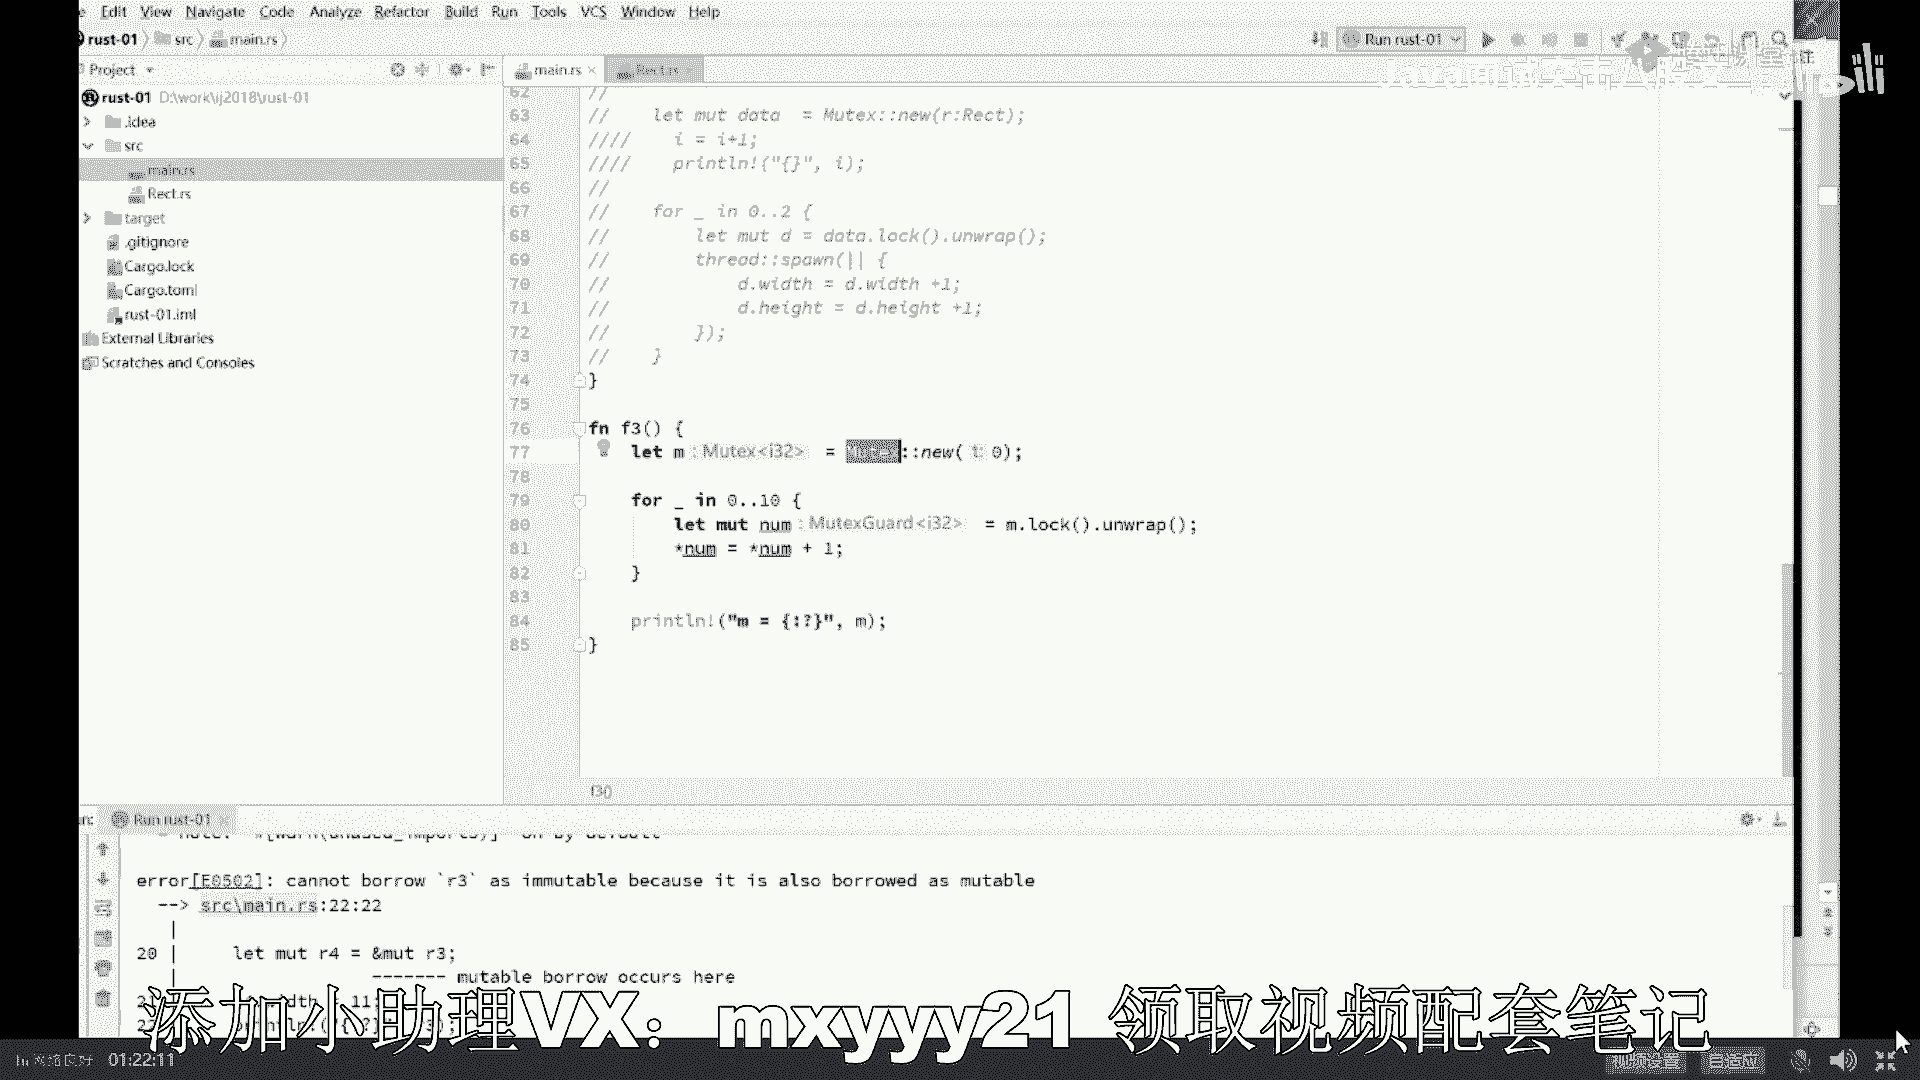 Edit View Navigate Code Analyze Refactor Build Run Tools VCS Window Help
rust-01 src main.rs
Run rust-01
Project
main.rs
Rect.rs
rust-01 D:\work\ij2018\rust-01
.idea
src
main.rs
Rect.rs
target
.gitignore
Cargo.lock
Cargo.toml
rust-01.iml
External Libraries
Scratches and Consoles
62 //
63 // let mut data = Mutex::new(r:Rect);
64 //// i = i+1;
65 //// println!("{}", i);
66 //
67 // for _ in 0..2 {
68 // let mut d = data.lock().unwrap();
69 // thread::spawn(|| {
70 // d.width = d.width +1;
71 // d.height = d.height +1;
72 // });
73 // }
74 }
75
76 fn f3() {
77 let m : Mutex<i32> = Mutex::new( t: 0);
78
79 for _ in 0..10 {
80 let mut num : MutexGuard<i32> = m.lock().unwrap();
81 *num = *num + 1;
82 }
83
84 println!("m = {:?}", m);
85 }
f3()
Run rust-01
error[E0502]: cannot borrow `r3` as immutable because it is also borrowed as mutable
--> src\main.rs:22:22
|
20 | let mut r4 = &mut r3;
| ------- mutable borrow occurs here
添加小助理VX：mxyyy21 领取视频配套笔记
网络良好 01:22:11
视频设置 自适应